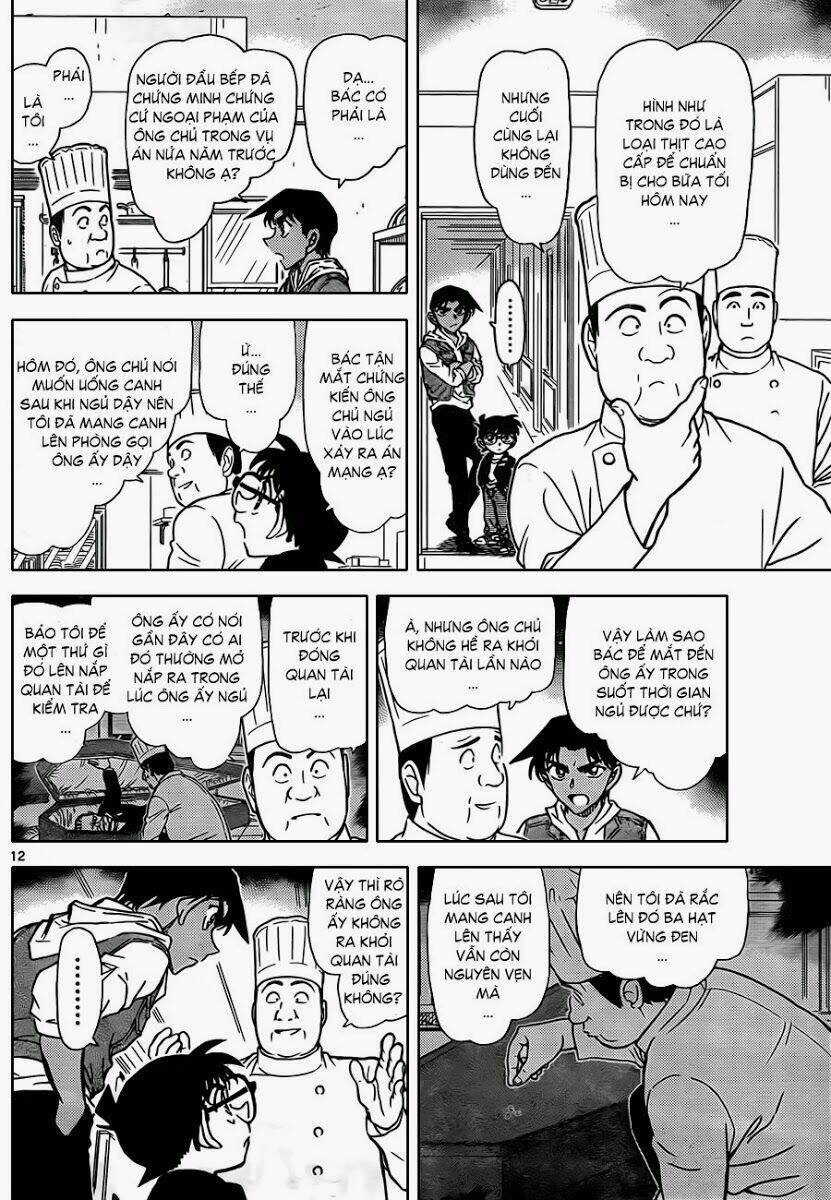 HÌNH NHƯ
TRONG ĐÓ LÀ
LOẠI THỊT CAO
CẤP ĐỂ CHUẨN
BỊ CHO BỮA TỐI
HÔM NAY
...
NHƯNG
CUỐI
CÙNG LẠI
KHÔNG
DÙNG ĐẾN
...
......
DẠ...
BÁC CÓ
PHẢI LÀ
...
NGƯỜI ĐẦU BẾP ĐÃ
CHỨNG MINH CHỨNG
CỨ NGOẠI PHẠM CỦA
ÔNG CHỦ TRONG VỤ
ÁN NỬA NĂM TRƯỚC
KHÔNG Ạ?
PHẢI
...
LÀ
TÔI
...
BÁC TẬN
MẮT CHỨNG
KIẾN ÔNG
CHỦ NGỦ
VÀO LÚC
XẢY RA ÁN
MẠNG Ạ?
Ừ...
ĐÚNG
THẾ
...
HÔM ĐÓ, ÔNG CHỦ NÓI
MUỐN UỐNG CANH
SAU KHI NGỦ DẬY NÊN
TÔI ĐÃ MANG CANH
LÊN PHÒNG GỌI
ÔNG ẤY DẬY
...
VẬY LÀM SAO
BÁC ĐỂ MẮT ĐẾN
ÔNG ẤY TRONG
SUỐT THỜI GIAN
NGỦ ĐƯỢC CHỨ?
À, NHƯNG ÔNG CHỦ
KHÔNG HỀ RA KHỎI
QUAN TÀI LẦN NÀO
...
TRƯỚC KHI
ĐÓNG
QUAN TÀI
LẠI
...
ÔNG ẤY CÓ NÓI
GẦN ĐÂY CÓ AI
ĐÓ THƯỜNG MỞ
NẮP RA TRONG
LÚC ÔNG ẤY NGỦ
...
BẢO TÔI ĐỂ
MỘT THỨ GÌ
ĐÓ LÊN NẮP
QUAN TÀI ĐỂ
KIỂM TRA
...
12
NÊN TÔI ĐÃ RẮC
LÊN ĐÓ BA HẠT
VỪNG ĐEN
...
LÚC SAU TÔI
MANG CANH
LÊN THẤY
VẪN CÒN
NGUYÊN VẸN
MÀ
...
VẬY THÌ RÕ
RÀNG ÔNG
ẤY KHÔNG
RA KHỎI
QUAN TÀI
ĐÚNG
KHÔNG?
......